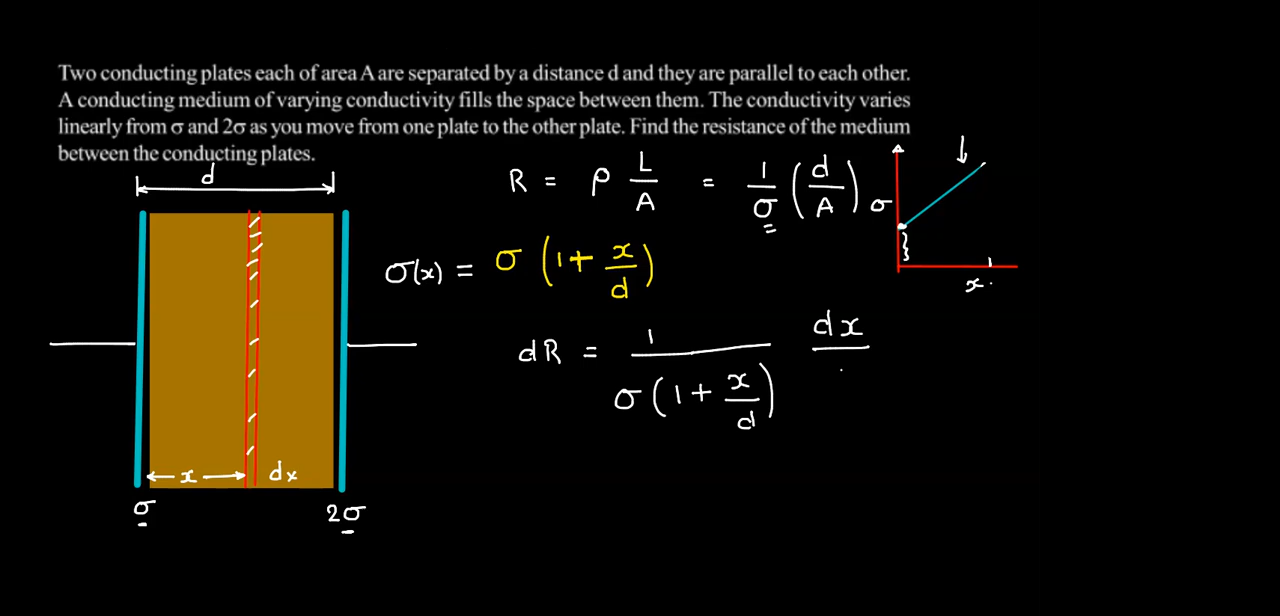 Two conducting plates each of area A are separated by a distance d and they are parallel to each other.
A conducting medium of varying conductivity fills the space between them. The conductivity varies
linearly from σ and 2σ as you move from one plate to the other plate. Find the resistance of the medium
between the conducting plates.
d
R = ρ L/A = 1/σ (d/A)
σ
x
σ(x) = σ (1 + x/d)
dR = 1/(σ(1 + x/d)) dx/
x
dx
σ
2σ